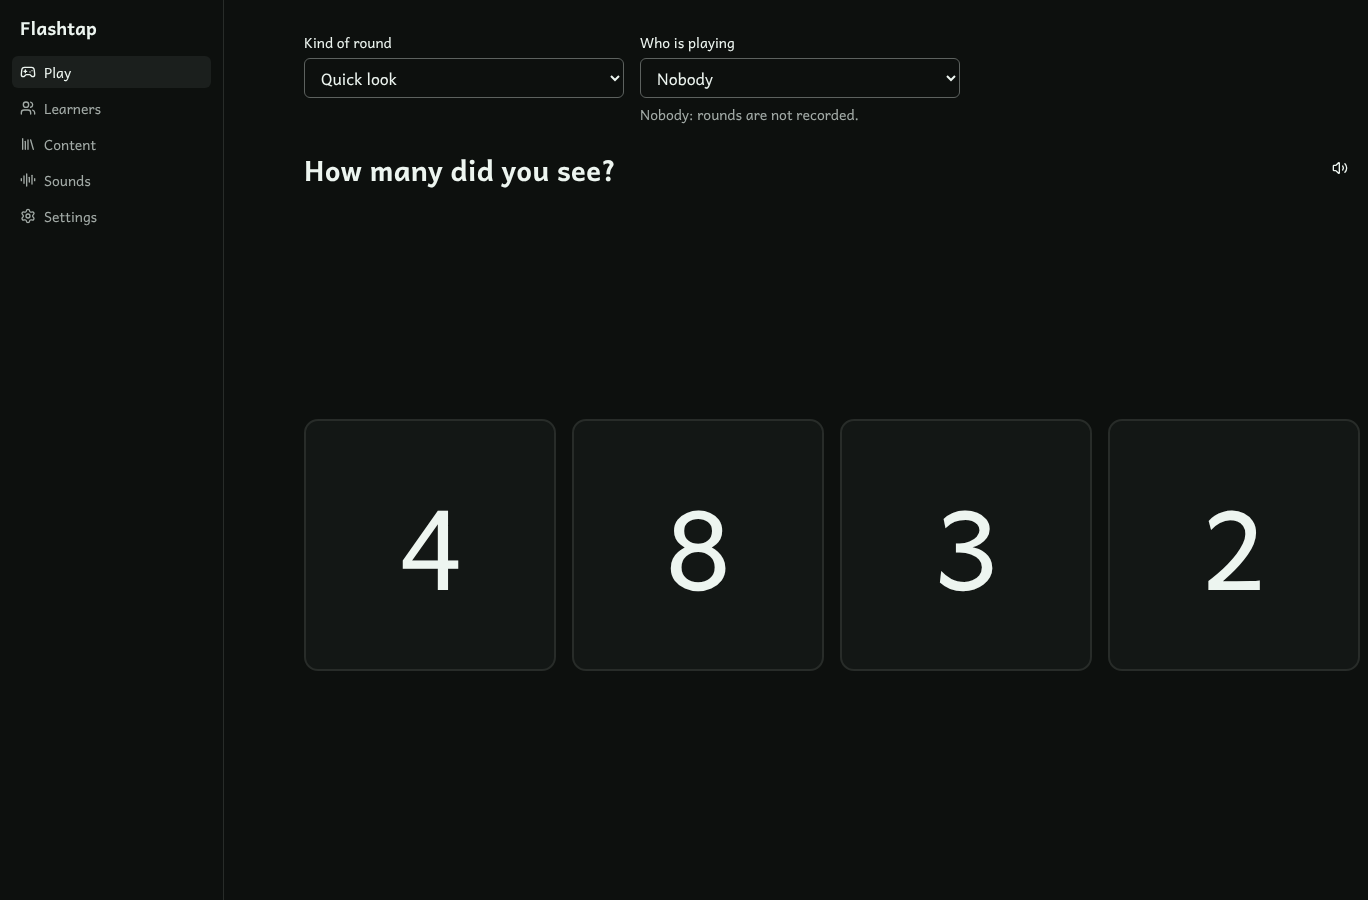 Flashtap
Play
Learners
Content
Sounds
Settings
Kind of round
Quick look
Who is playing
Nobody
Nobody: rounds are not recorded.
How many did you see?
4
8
3
2